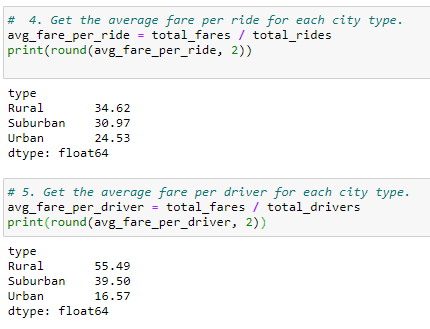 #  4. Get the average fare per ride for each city type.
avg_fare_per_ride = total_fares / total_rides
print(round(avg_fare_per_ride, 2))
type
Rural       34.62
Suburban    30.97
Urban       24.53
dtype: float64
# 5. Get the average fare per driver for each city type.
avg_fare_per_driver = total_fares / total_drivers
print(round(avg_fare_per_driver, 2))
type
Rural       55.49
Suburban    39.50
Urban       16.57
dtype: float64